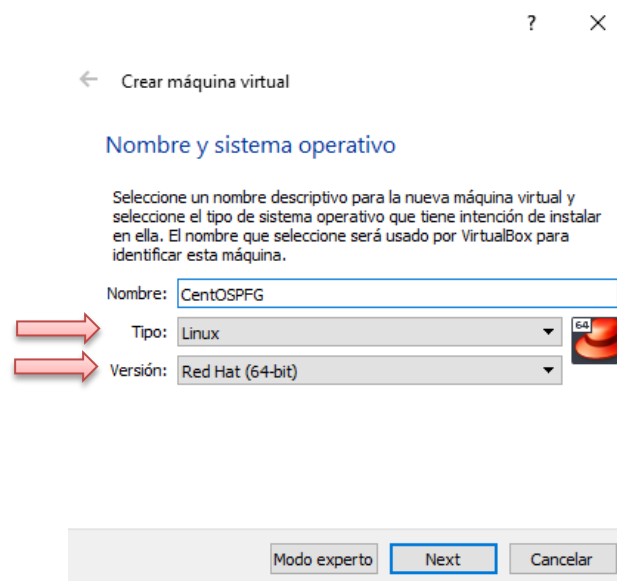 ?
Crear máquina virtual
Nombre y sistema operativo
Seleccione un nombre descriptivo para la nueva máquina virtual y
seleccione el tipo de sistema operativo que tiene intención de instalar
en ella. El nombre que seleccione será usado por VirtualBox para
identificar esta máquina.
Nombre: CentOSPFG
Tipo: Linux
64
Versión: Red Hat (64-bit)
Modo experto Next Cancelar